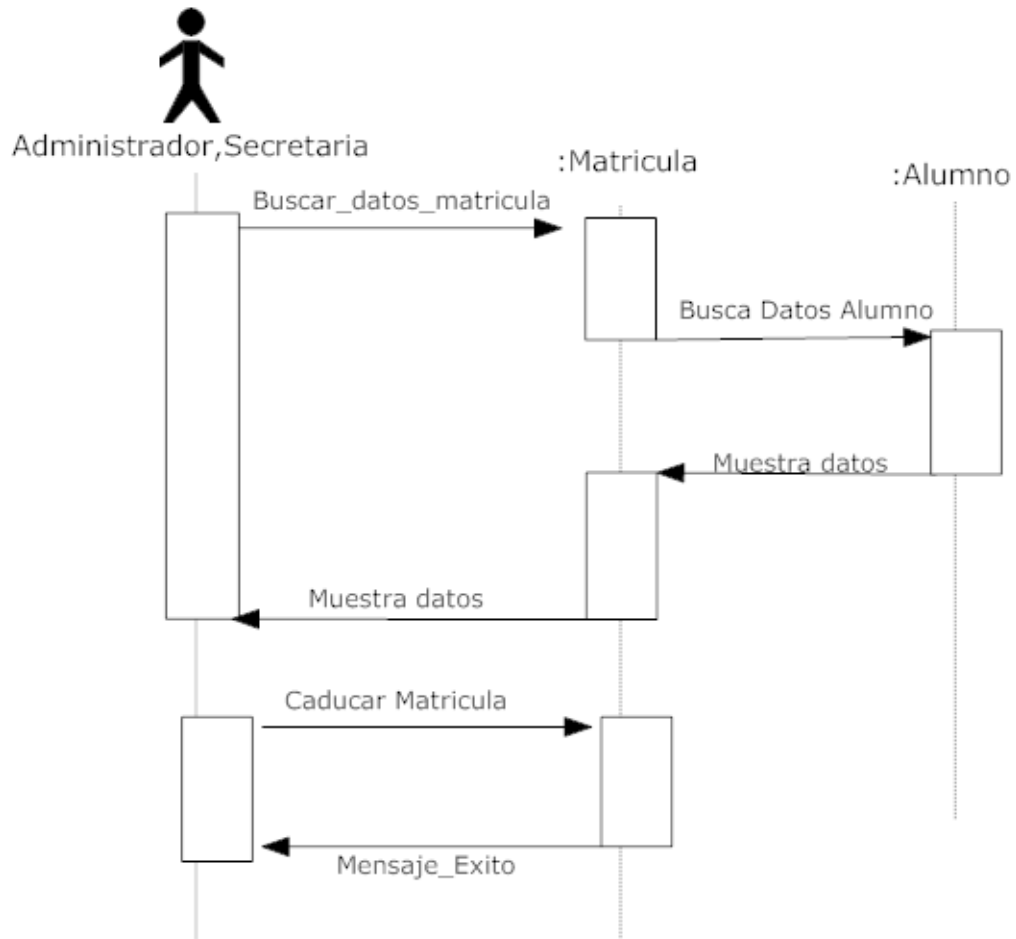 Administrador,Secretaria
:Matricula
:Alumno
Buscar_datos_matricula
Busca Datos Alumno
Muestra datos
Muestra datos
Caducar Matricula
Mensaje_Exito